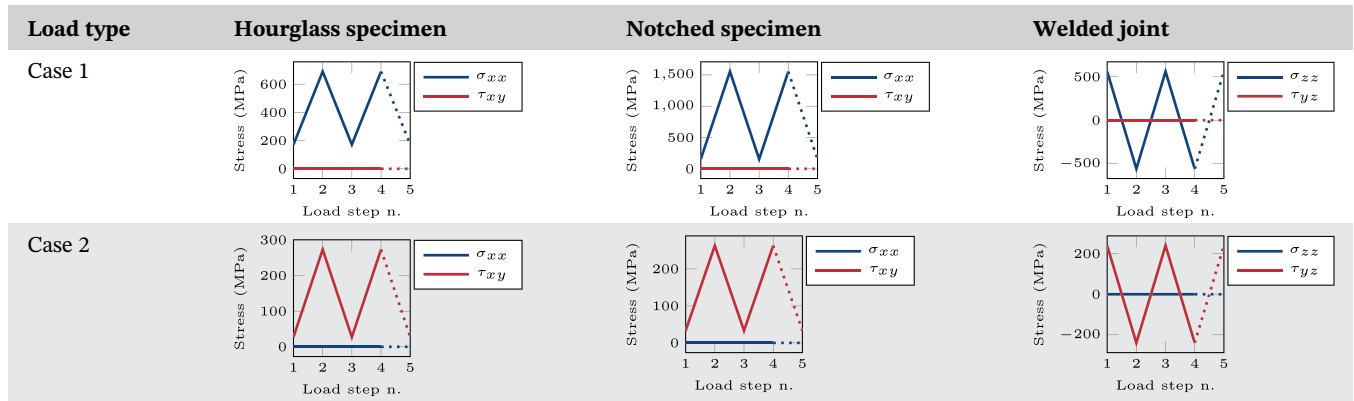 Load type Hourglass specimen Notched specimen Welded joint
Case 1
Stress (MPa)
600
400
200
0
1 2 3 4 5
Load step n.
σxx
τxy
Stress (MPa)
1,500
1,000
500
0
1 2 3 4 5
Load step n.
σxx
τxy
Stress (MPa)
500
0
−500
1 2 3 4 5
Load step n.
σzz
τyz
Case 2
Stress (MPa)
300
200
100
0
1 2 3 4 5
Load step n.
σxx
τxy
Stress (MPa)
200
100
0
1 2 3 4 5
Load step n.
σxx
τxy
Stress (MPa)
200
0
−200
1 2 3 4 5
Load step n.
σzz
τyz